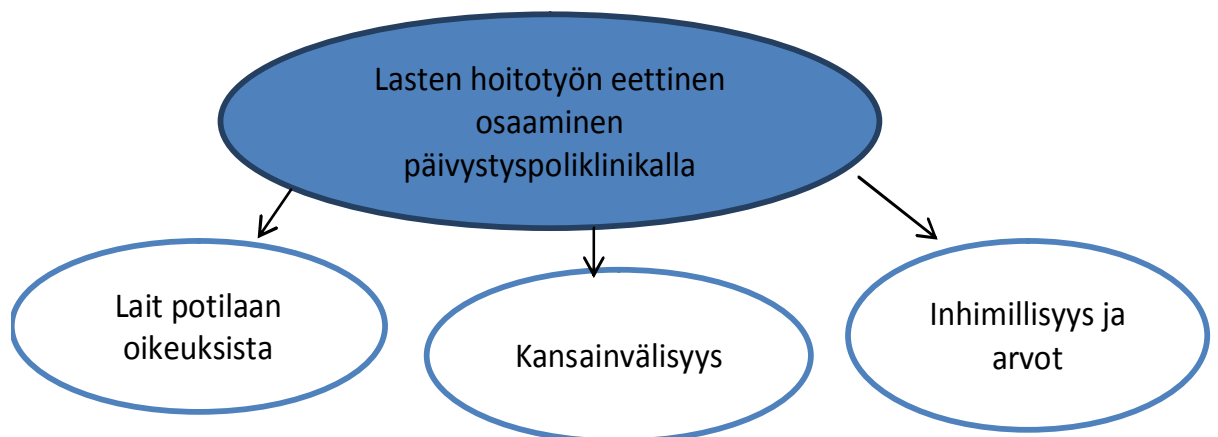 Lasten hoitotyön eettinen
osaaminen
päivystyspoliklinikalla
Lait potilaan
oikeuksista
Kansainvälisyys
Inhimillisyys ja
arvot